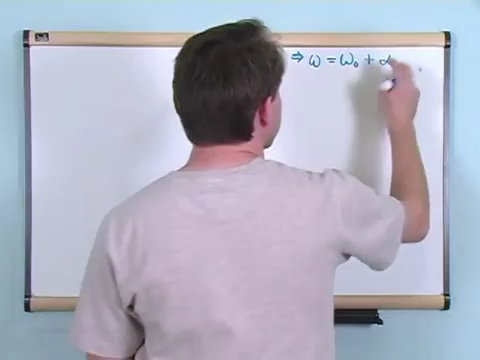 ⇒ ω = ω₀ + α